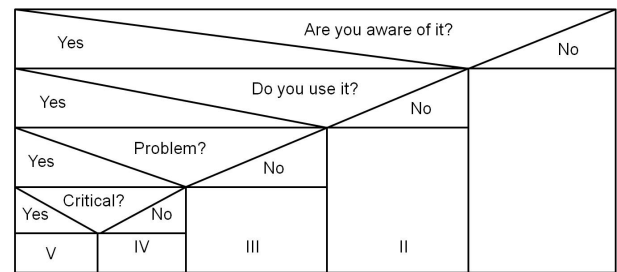 Are you aware of it?
Yes
No
Do you use it?
Yes
No
Problem?
Yes
No
Critical?
Yes
No
V
IV
III
II